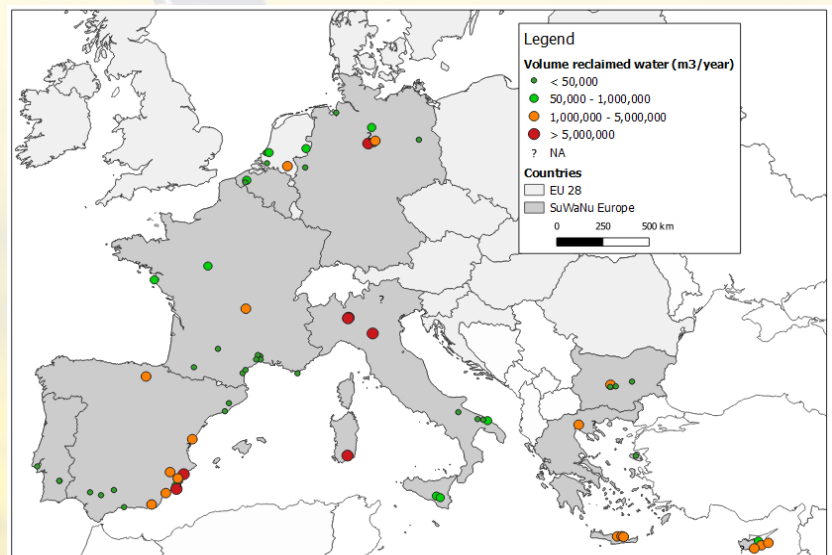 Legend
Volume reclaimed water (m3/year)
< 50,000
50,000 - 1,000,000
1,000,000 - 5,000,000
> 5,000,000
? NA
Countries
EU 28
SuWaNu Europe
0 250 500 km
?
?
?